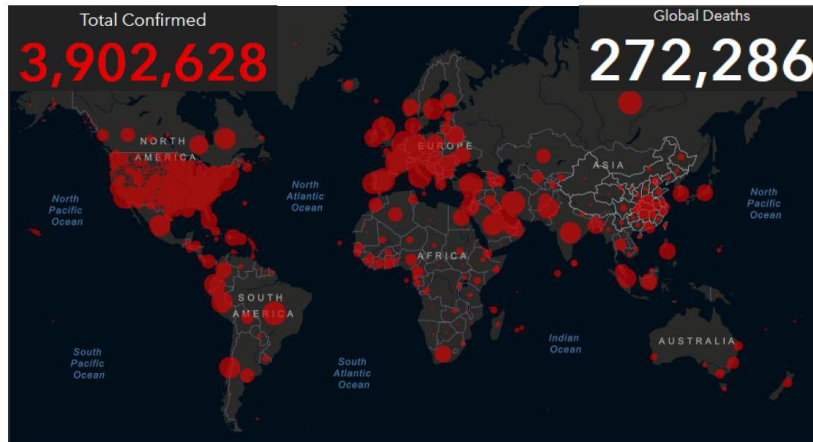 Total Confirmed
3,902,628
Global Deaths
272,286
NORTH
AMERICA
EUROPE
ASIA
North
Pacific
Ocean
North
Atlantic
Ocean
North
Pacific
Ocean
AFRICA
SOUTH
AMERICA
Indian
Ocean
AUSTRALIA
South
Pacific
Ocean
South
Atlantic
Ocean